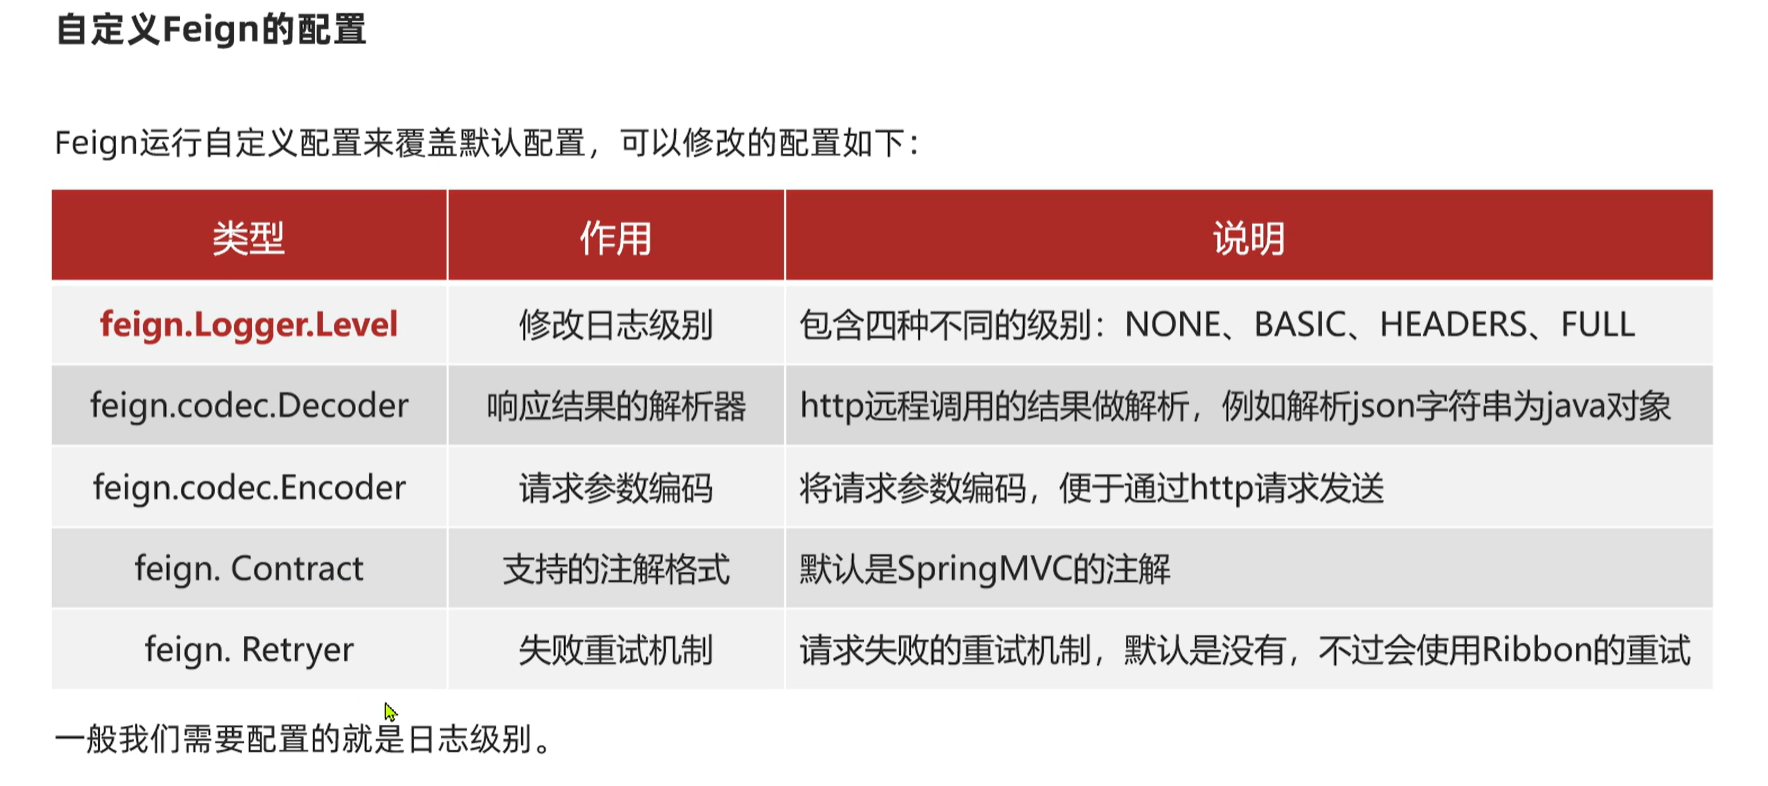 自定义Feign的配置
Feign运行自定义配置来覆盖默认配置，可以修改的配置如下：
类型 作用 说明
feign.Logger.Level 修改日志级别 包含四种不同的级别：NONE、BASIC、HEADERS、FULL
feign.codec.Decoder 响应结果的解析器 http远程调用的结果做解析，例如解析json字符串为java对象
feign.codec.Encoder 请求参数编码 将请求参数编码，便于通过http请求发送
feign. Contract 支持的注解格式 默认是SpringMVC的注解
feign. Retryer 失败重试机制 请求失败的重试机制，默认是没有，不过会使用Ribbon的重试
一般我们需要配置的就是日志级别。